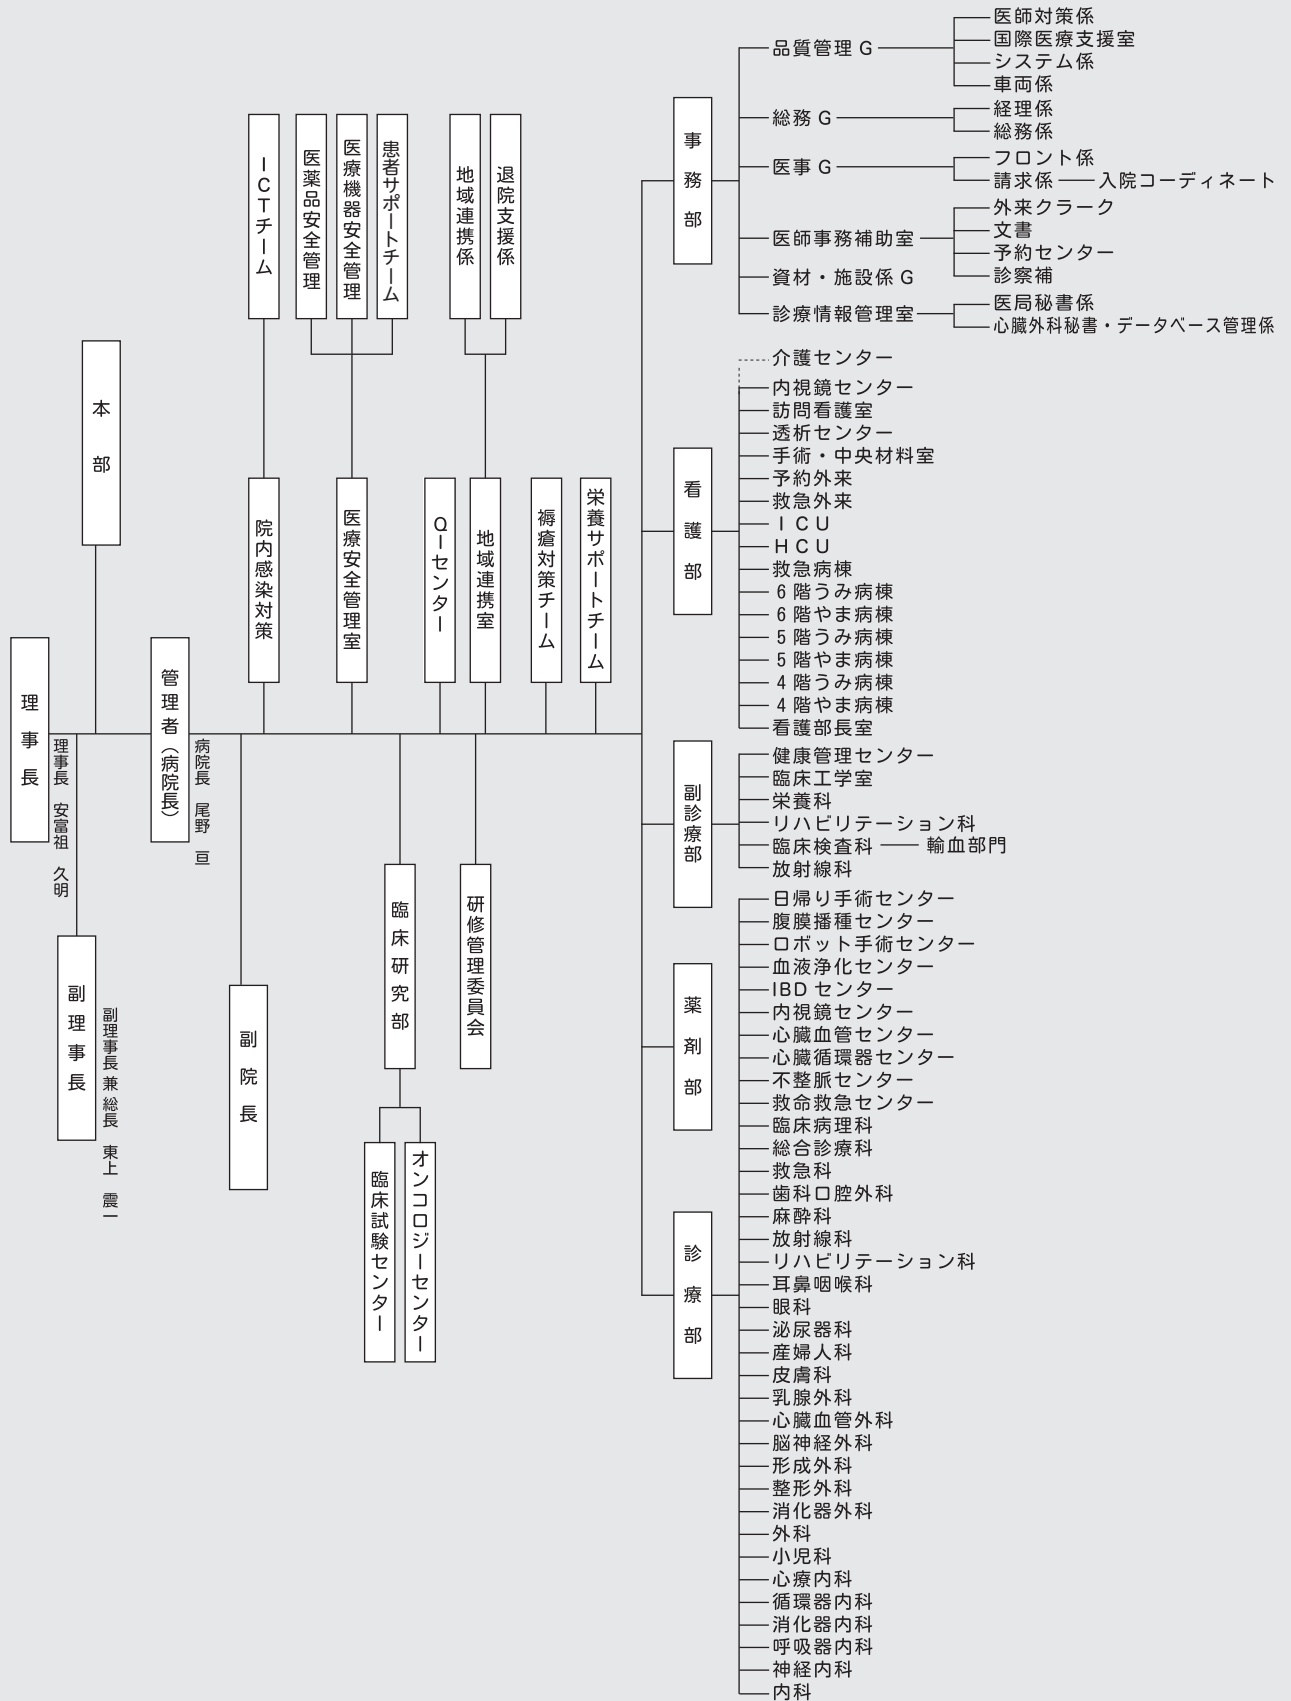 理事長
理事長 安富祖 久明
本部
副理事長
副理事長 兼 総長 東上 震一
管理者（病院長）
病院長 尾野 亘
副院長
ICTチーム
院内感染対策
医薬品安全管理
医療機器安全管理
患者サポートチーム
医療安全管理室
Qーセンター
地域連携係
退院支援係
地域連携室
褥瘡対策チーム
栄養サポートチーム
臨床研究部
臨床試験センター
オンコロジーセンター
研修管理委員会
事務部
品質管理 G
医師対策係
国際医療支援室
システム係
車両係
総務 G
経理係
総務係
医事 G
フロント係
請求係 入院コーディネート
医師事務補助室
外来クラーク
文書
予約センター
診察補
資材・施設係 G
診療情報管理室
医局秘書係
心臓外科秘書・データベース管理係
看護部
介護センター
内視鏡センター
訪問看護室
透析センター
手術・中央材料室
予約外来
救急外来
ICU
HCU
救急病棟
6 階うみ病棟
6 階やま病棟
5 階うみ病棟
5 階やま病棟
4 階うみ病棟
4 階やま病棟
看護部長室
副診療部
健康管理センター
臨床工学室
栄養科
リハビリテーション科
臨床検査科 輸血部門
放射線科
薬剤部
診療部
日帰り手術センター
腹膜播種センター
ロボット手術センター
血液浄化センター
IBD センター
内視鏡センター
心臓血管センター
心臓循環器センター
不整脈センター
救命救急センター
臨床病理科
総合診療科
救急科
歯科口腔外科
麻酔科
放射線科
リハビリテーション科
耳鼻咽喉科
眼科
泌尿器科
産婦人科
皮膚科
乳腺外科
心臓血管外科
脳神経外科
形成外科
整形外科
消化器外科
外科
小児科
心療内科
循環器内科
消化器内科
呼吸器内科
神経内科
内科